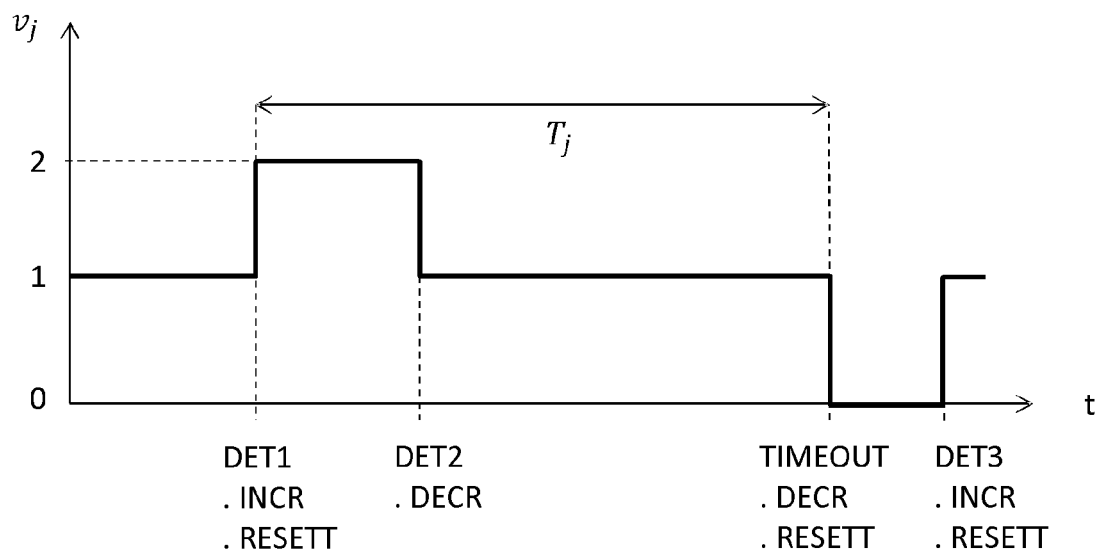 v_j
T_j
2
1
0
t
DET1 DET2 TIMEOUT DET3
. INCR . DECR . DECR . INCR
. RESETT . RESETT . RESETT